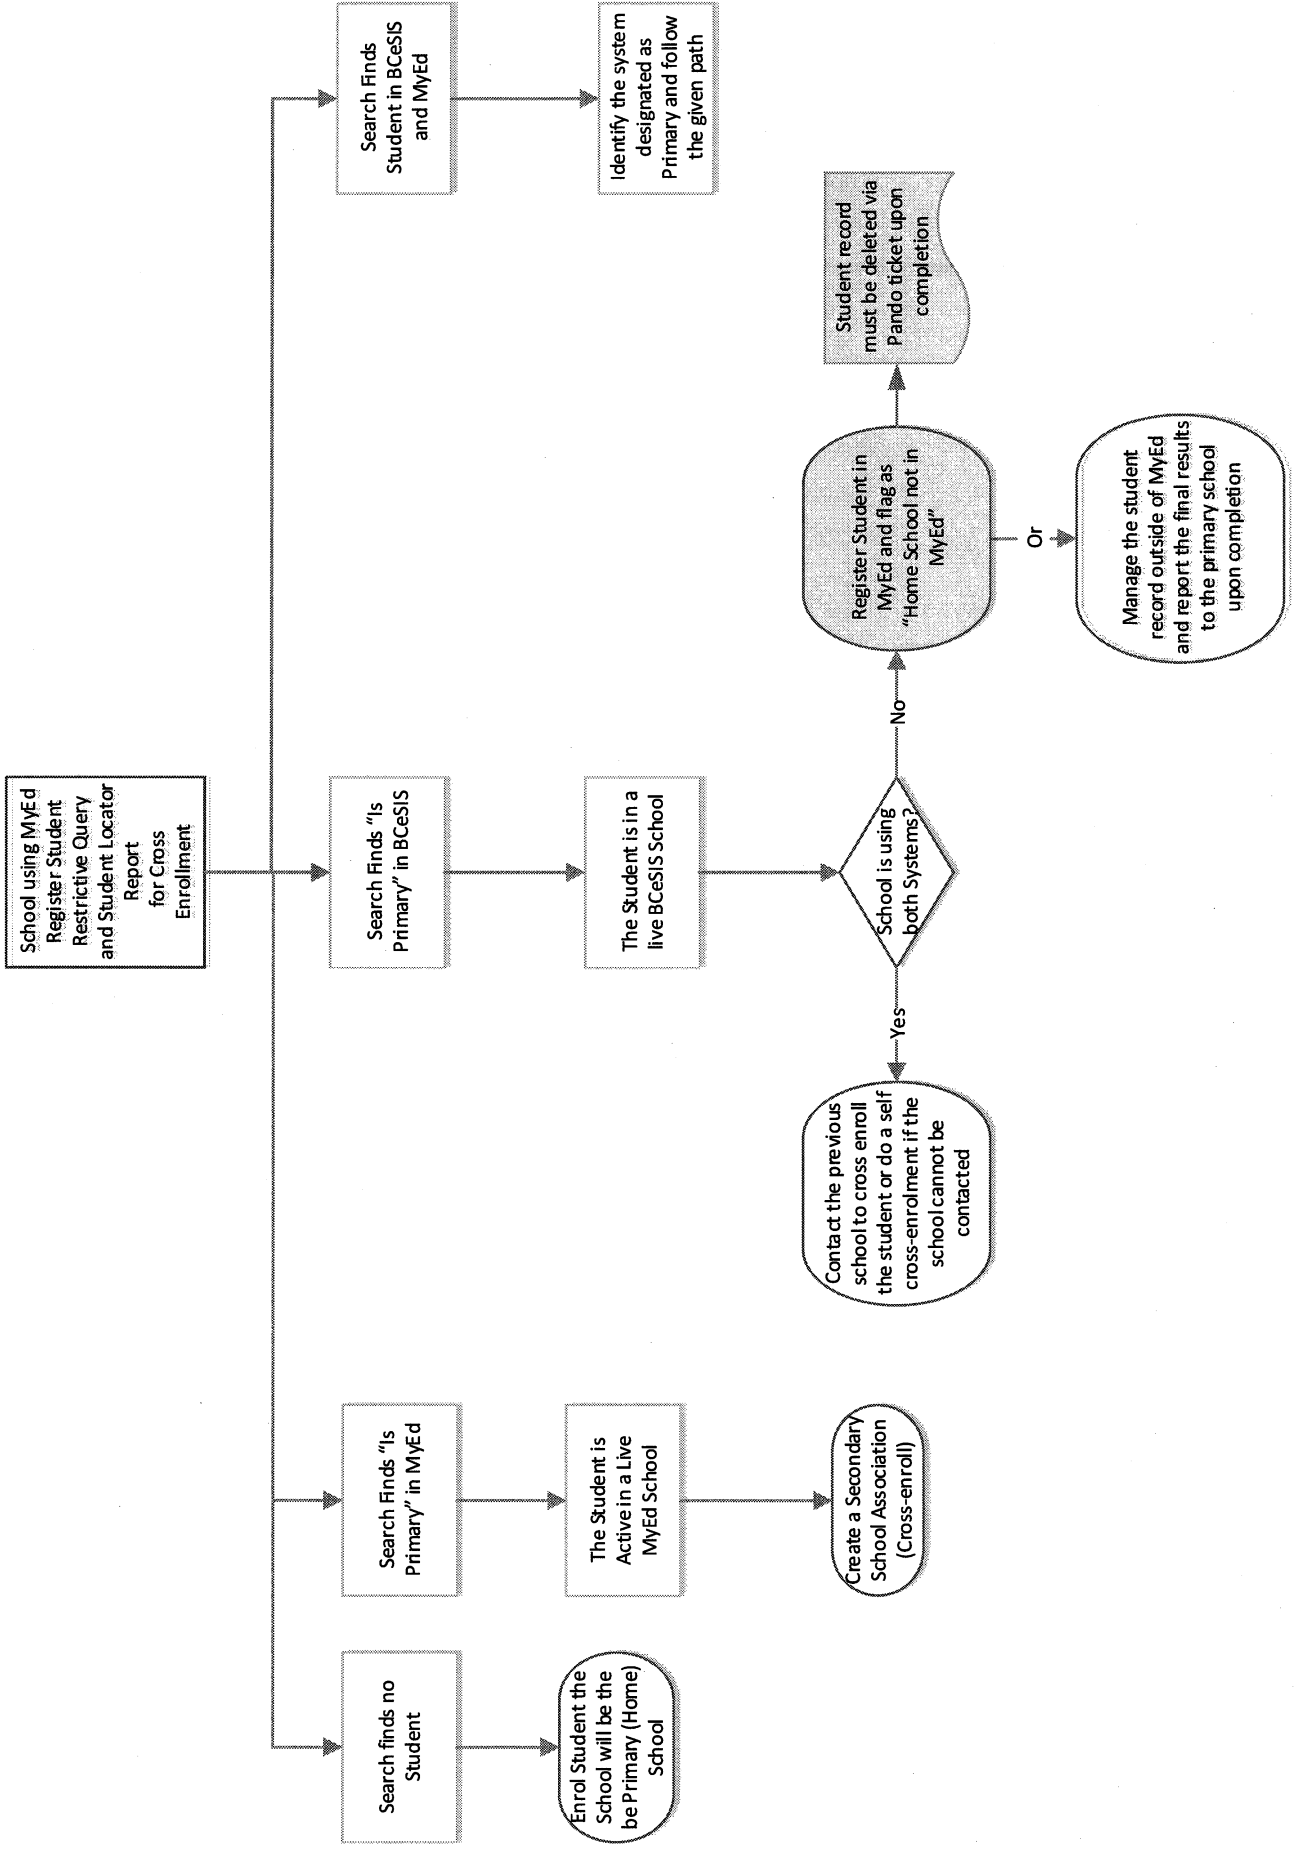 School using MyEd
Register Student
Restrictive Query
and Student Locator
Report
for Cross
Enrollment
Search finds no
Student
Enrol Student the
School will be the
be Primary (Home)
School
Search Finds “Is
Primary” in MyEd
The Student is
Active in a Live
MyEd School
Create a Secondary
School Association
(Cross-enroll)
Search Finds “Is
Primary” in BCeSIS
The Student is in a
live BCeSIS School
School is using
both Systems?
Yes
Contact the previous
school to cross enroll
the student or do a self
cross-enrolment if the
school cannot be
contacted
No
Register Student in
MyEd and flag as
“Home School not in
MyEd”
Student record
must be deleted via
Pando ticket upon
completion
Or
Manage the student
record outside of MyEd
and report the final results
to the primary school
upon completion
Search Finds
Student in BCeSIS
and MyEd
Identify the system
designated as
Primary and follow
the given path